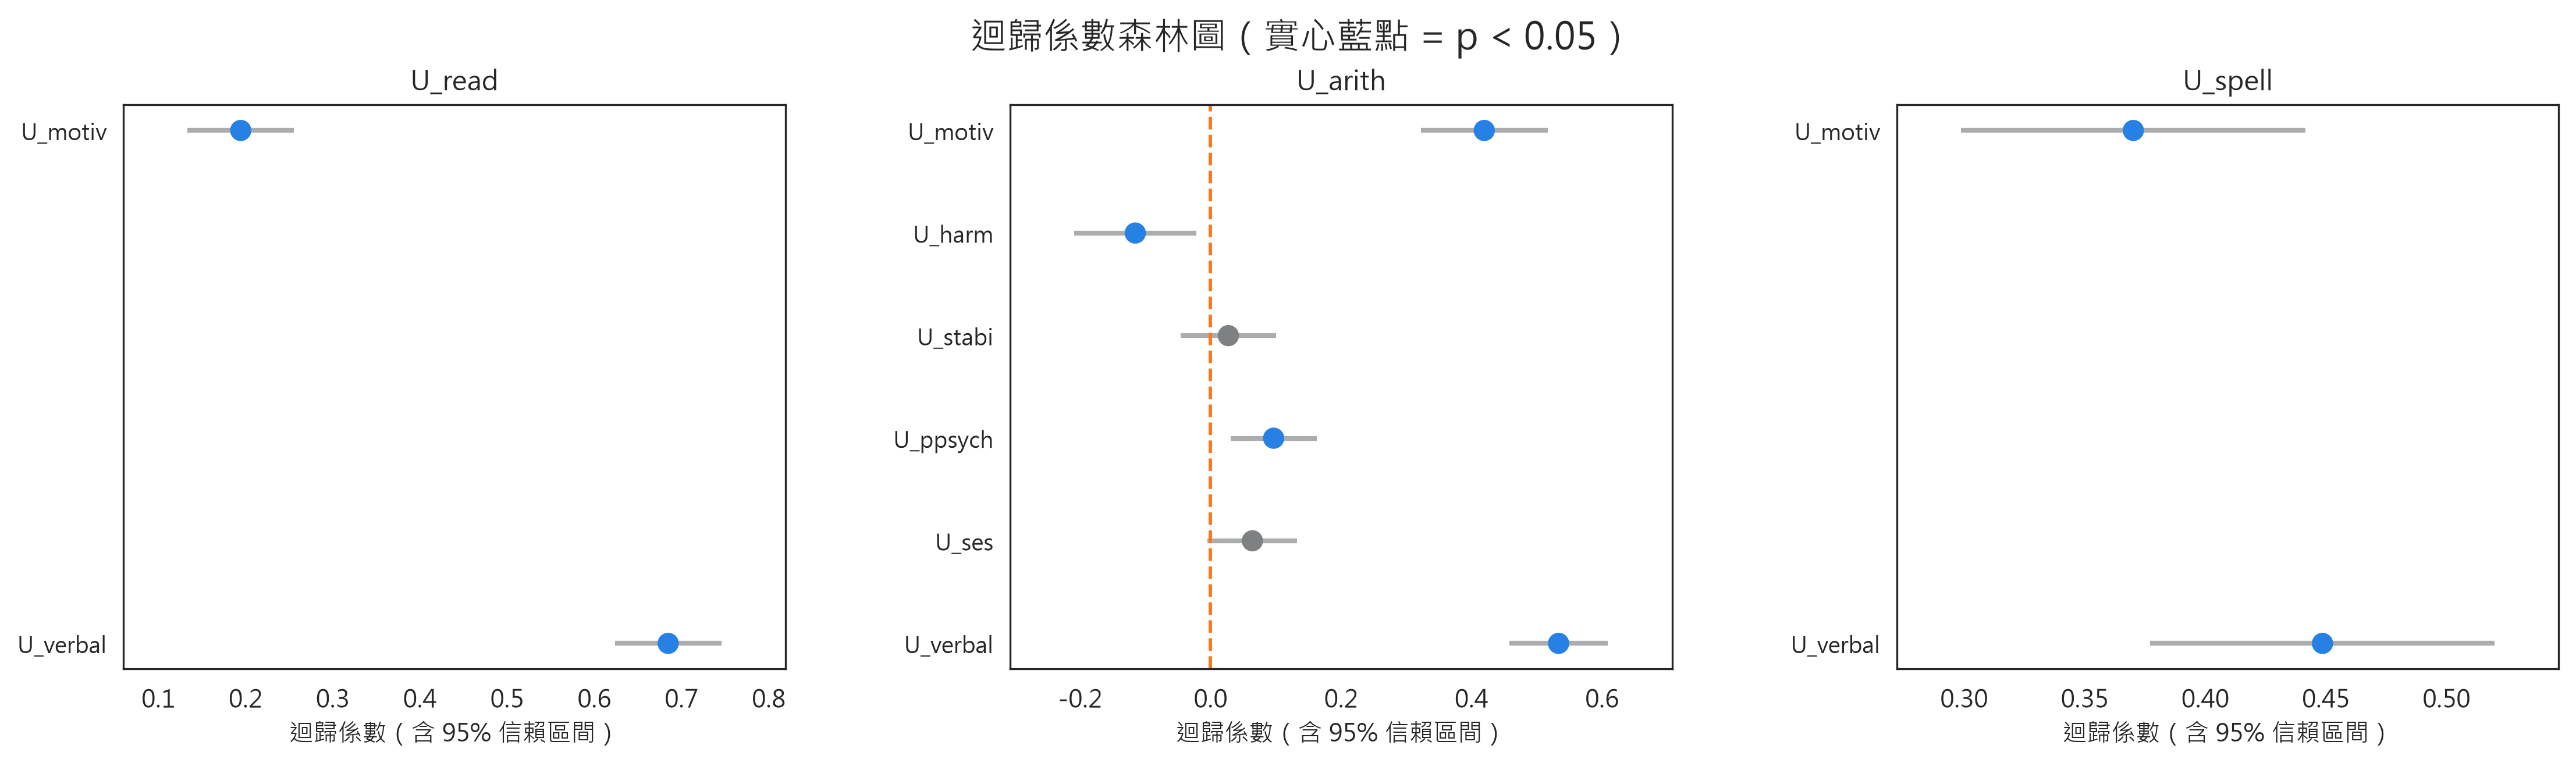 迴歸係數森林圖（實心藍點 = p < 0.05）
U_read
U_motiv
U_verbal
0.1 0.2 0.3 0.4 0.5 0.6 0.7 0.8
迴歸係數（含 95% 信賴區間）
U_arith
U_motiv
U_harm
U_stabi
U_ppsych
U_ses
U_verbal
-0.2 0.0 0.2 0.4 0.6
迴歸係數（含 95% 信賴區間）
U_spell
U_motiv
U_verbal
0.30 0.35 0.40 0.45 0.50
迴歸係數（含 95% 信賴區間）